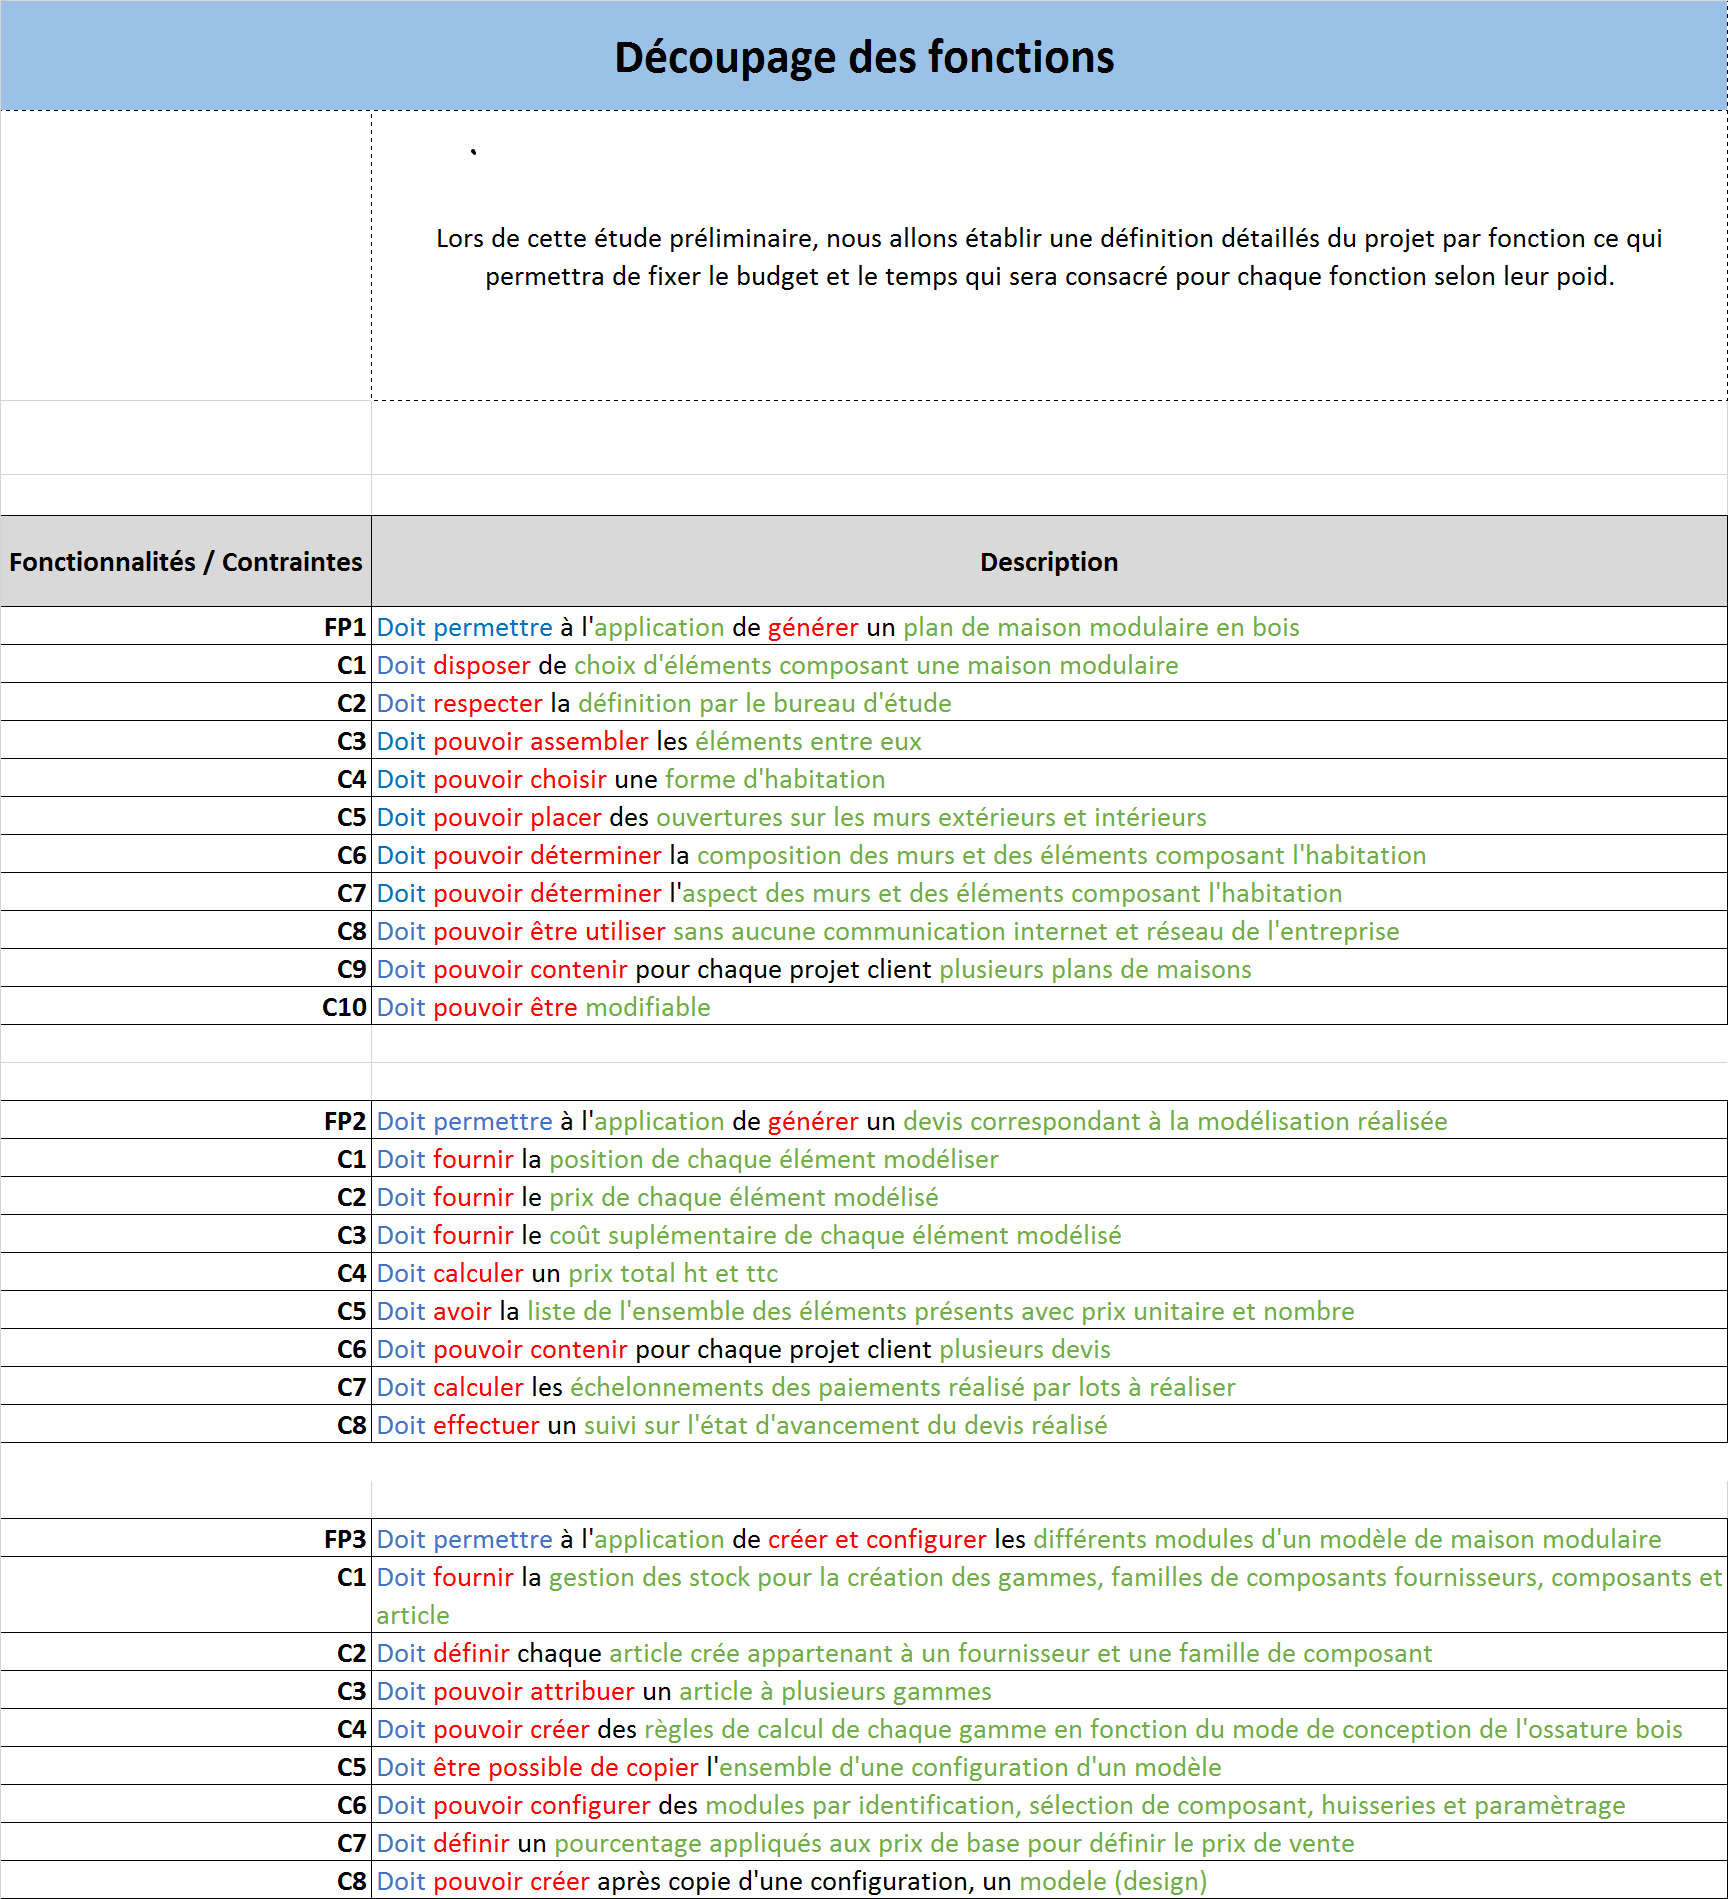 Découpage des fonctions
Lors de cette étude préliminaire, nous allons établir une définition détaillés du projet par fonction ce qui
permettra de fixer le budget et le temps qui sera consacré pour chaque fonction selon leur poid.
Fonctionnalités / Contraintes Description
FP1 Doit permettre à l'application de générer un plan de maison modulaire en bois
C1 Doit disposer de choix d'éléments composant une maison modulaire
C2 Doit respecter la définition par le bureau d'étude
C3 Doit pouvoir assembler les éléments entre eux
C4 Doit pouvoir choisir une forme d'habitation
C5 Doit pouvoir placer des ouvertures sur les murs extérieurs et intérieurs
C6 Doit pouvoir déterminer la composition des murs et des éléments composant l'habitation
C7 Doit pouvoir déterminer l'aspect des murs et des éléments composant l'habitation
C8 Doit pouvoir être utiliser sans aucune communication internet et réseau de l'entreprise
C9 Doit pouvoir contenir pour chaque projet client plusieurs plans de maisons
C10 Doit pouvoir être modifiable
FP2 Doit permettre à l'application de générer un devis correspondant à la modélisation réalisée
C1 Doit fournir la position de chaque élément modéliser
C2 Doit fournir le prix de chaque élément modélisé
C3 Doit fournir le coût suplémentaire de chaque élément modélisé
C4 Doit calculer un prix total ht et ttc
C5 Doit avoir la liste de l'ensemble des éléments présents avec prix unitaire et nombre
C6 Doit pouvoir contenir pour chaque projet client plusieurs devis
C7 Doit calculer les échelonnements des paiements réalisé par lots à réaliser
C8 Doit effectuer un suivi sur l'état d'avancement du devis réalisé
FP3 Doit permettre à l'application de créer et configurer les différents modules d'un modèle de maison modulaire
C1 Doit fournir la gestion des stock pour la création des gammes, familles de composants fournisseurs, composants et
article
C2 Doit définir chaque article crée appartenant à un fournisseur et une famille de composant
C3 Doit pouvoir attribuer un article à plusieurs gammes
C4 Doit pouvoir créer des règles de calcul de chaque gamme en fonction du mode de conception de l'ossature bois
C5 Doit être possible de copier l'ensemble d'une configuration d'un modèle
C6 Doit pouvoir configurer des modules par identification, sélection de composant, huisseries et paramètrage
C7 Doit définir un pourcentage appliqués aux prix de base pour définir le prix de vente
C8 Doit pouvoir créer après copie d'une configuration, un modele (design)